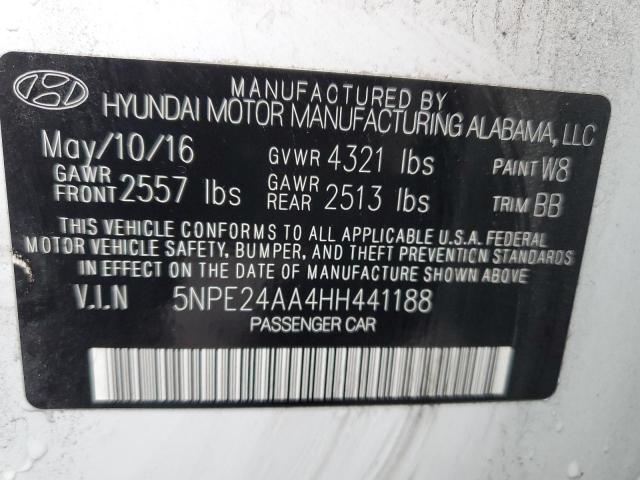 MANUFACTURED BY
HYUNDAI MOTOR MANUFACTURING ALABAMA, LLC
May/10/16 GVWR 4321 lbs PAINT W8
GAWR FRONT 2557 lbs GAWR REAR 2513 lbs TRIM BB
THIS VEHICLE CONFORMS TO ALL APPLICABLE U.S.A. FEDERAL
MOTOR VEHICLE SAFETY, BUMPER, AND THEFT PREVENTION STANDARDS
IN EFFECT ON THE DATE OF MANUFACTURE SHOWN ABOVE
V.I.N 5NPE24AA4HH441188
PASSENGER CAR